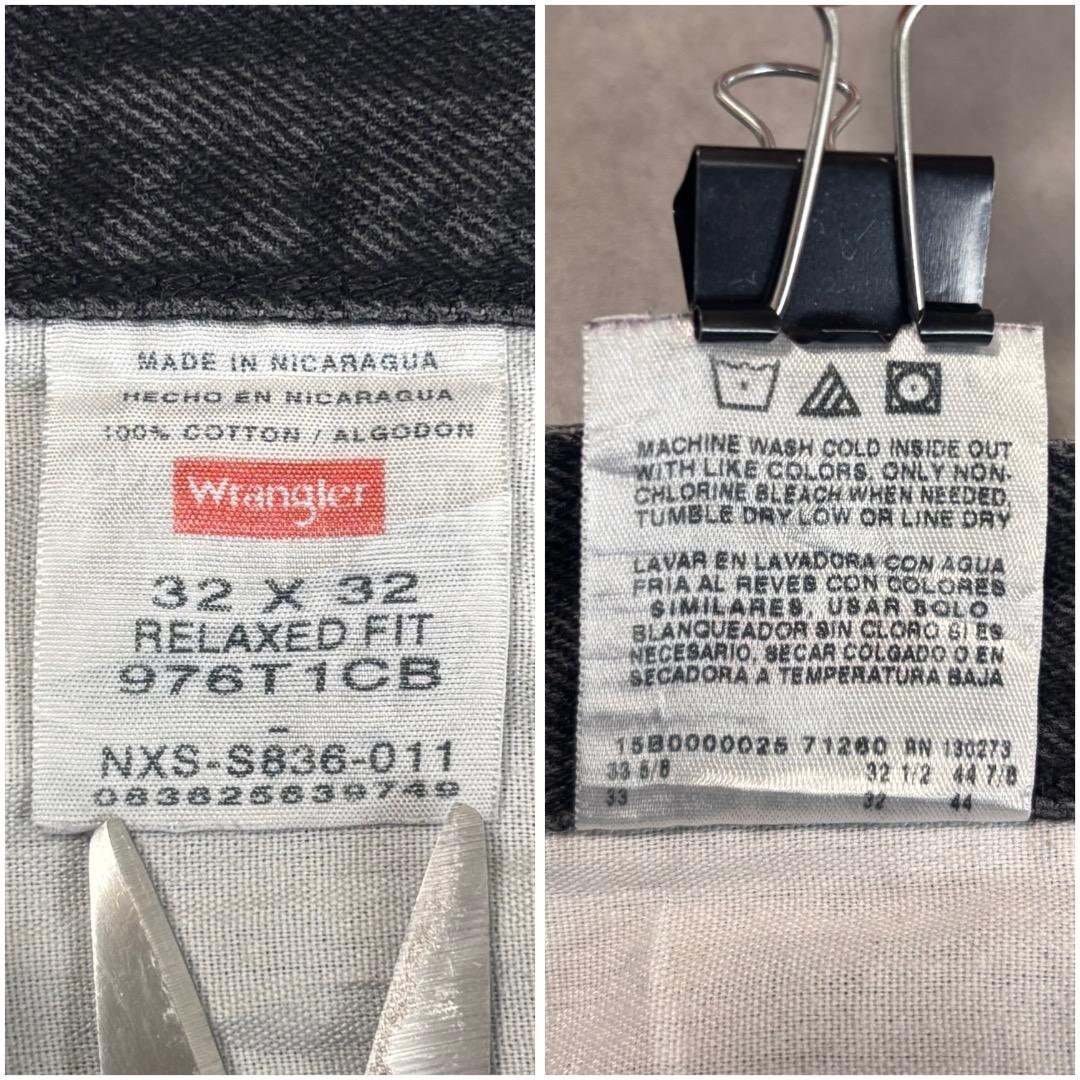 MADE IN NICARAGUA
HECHO EN NICARAGUA
100% COTTON / ALGODON
Wrangler
32 X 32
RELAXED FIT
976T1CB
-
NXS-S836-011
083625639749
MACHINE WASH COLD INSIDE OUT
WITH LIKE COLORS, ONLY NON-
CHLORINE BLEACH WHEN NEEDED,
TUMBLE DRY LOW OR LINE DRY
LAVAR EN LAVADORA CON AGUA
FRIA AL REVES CON COLORES
SIMILARES, USAR SOLO
BLANQUEADOR SIN CLORO SI ES
NECESARIO, SECAR COLGADO O EN
SECADORA A TEMPERATURA BAJA
15B0000025 71260 RN 130273
33 5/8 32 1/2 44 7/8
33 32 44